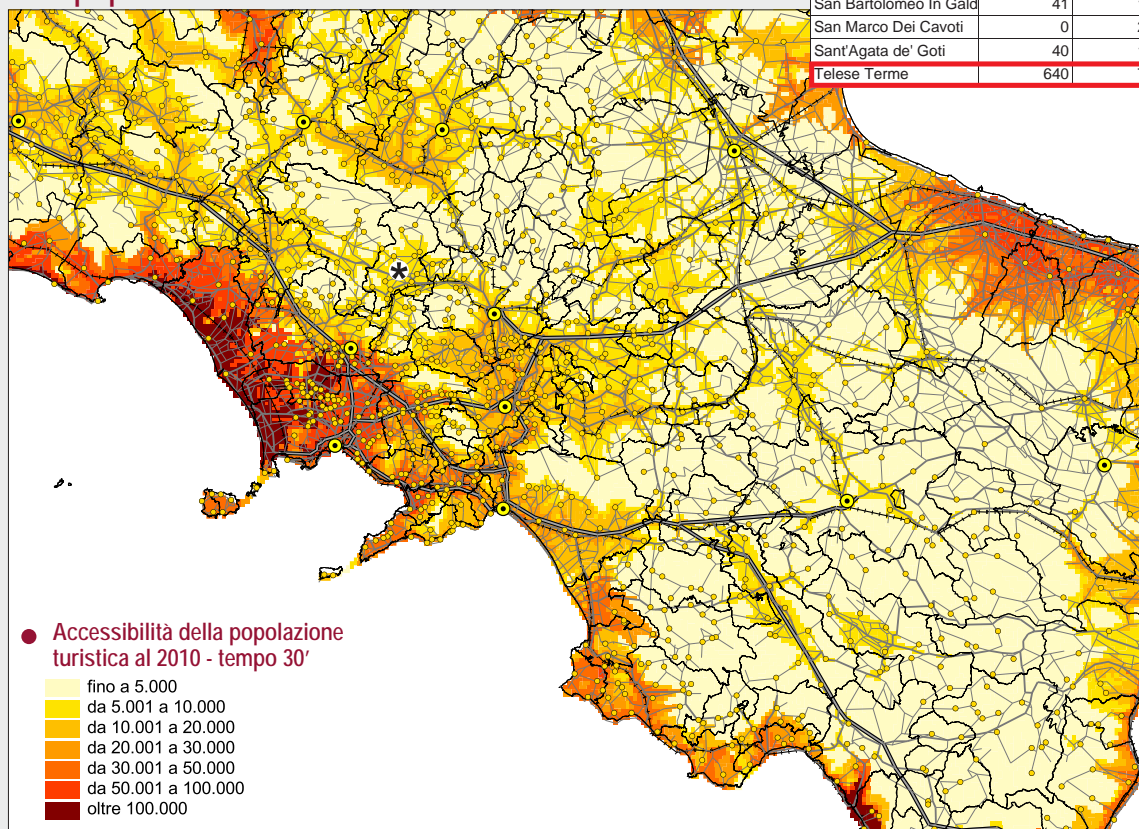 San Bartolomeo In Gald 41
San Marco Dei Cavoti 0 2
Sant'Agata de' Goti 40
Telese Terme 640
*
Accessibilità della popolazione
turistica al 2010 - tempo 30'
fino a 5.000
da 5.001 a 10.000
da 10.001 a 20.000
da 20.001 a 30.000
da 30.001 a 50.000
da 50.001 a 100.000
oltre 100.000